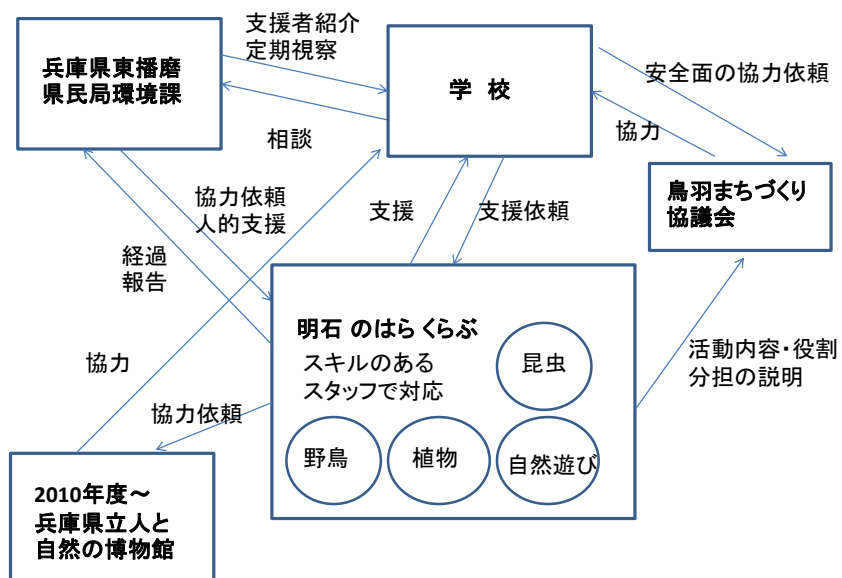 支援者紹介
定期視察
兵庫県東播磨
県民局環境課
学 校
安全面の協力依頼
相談
協力
鳥羽まちづくり
協議会
協力依頼
人的支援
支援
支援依頼
経過
報告
明石 のはら くらぶ
スキルのある
スタッフで対応
昆虫
活動内容・役割
分担の説明
協力
協力依頼
野鳥
植物
自然遊び
2010年度～
兵庫県立人と
自然の博物館